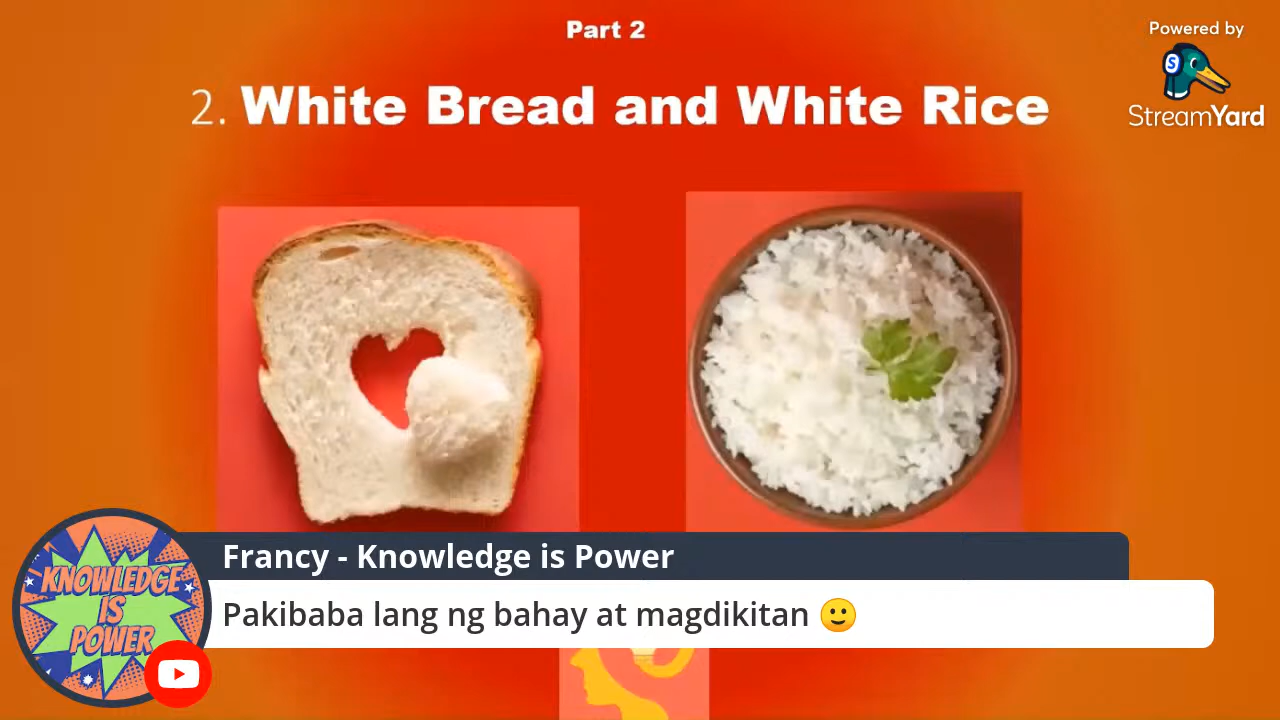 Part 2
Powered by
StreamYard
2. White Bread and White Rice
Francy - Knowledge is Power
Pakibaba lang ng bahay at magdikitan 🙂
KNOWLEDGE
IS
POWER